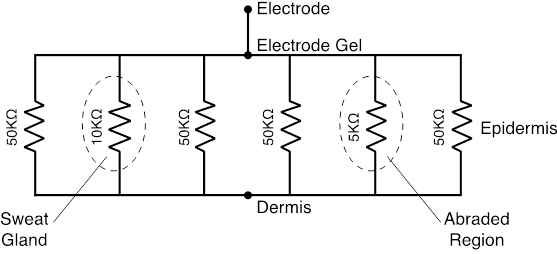 Electrode
Electrode Gel
50KΩ
10KΩ
50KΩ
50KΩ
5KΩ
50KΩ
Epidermis
Dermis
Sweat
Gland
Abraded
Region